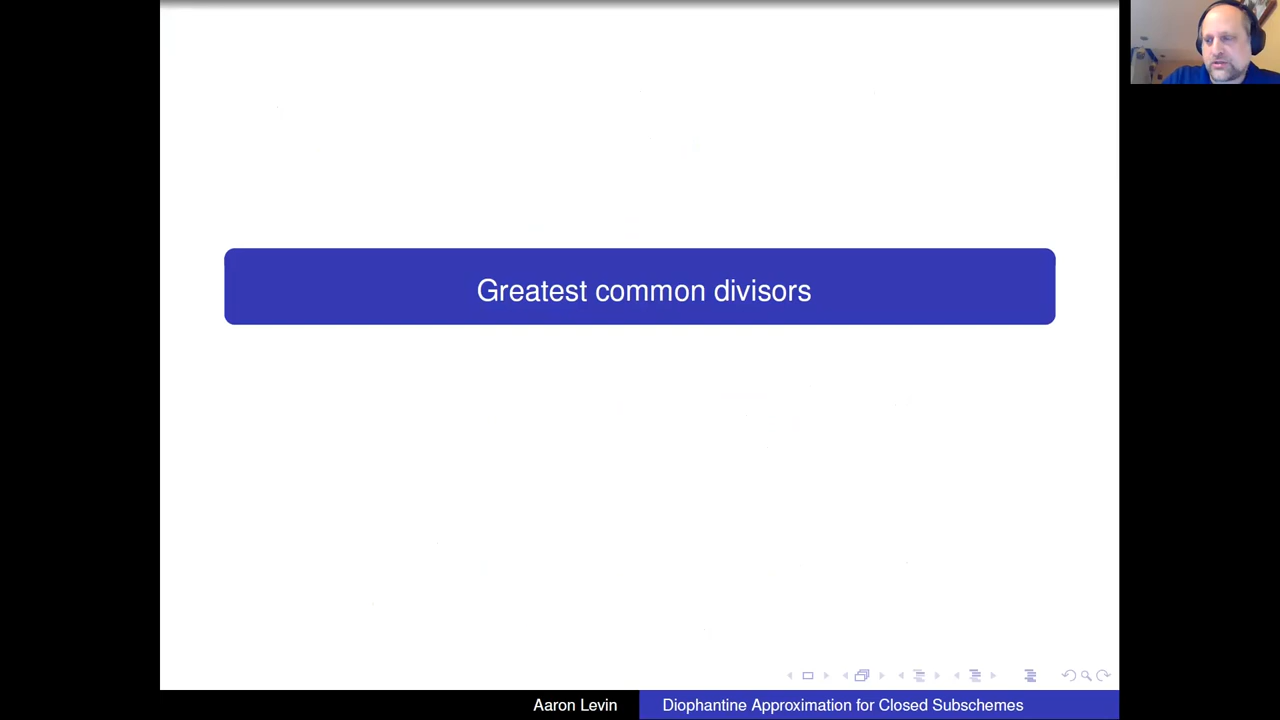 Greatest common divisors
Aaron Levin
Diophantine Approximation for Closed Subschemes